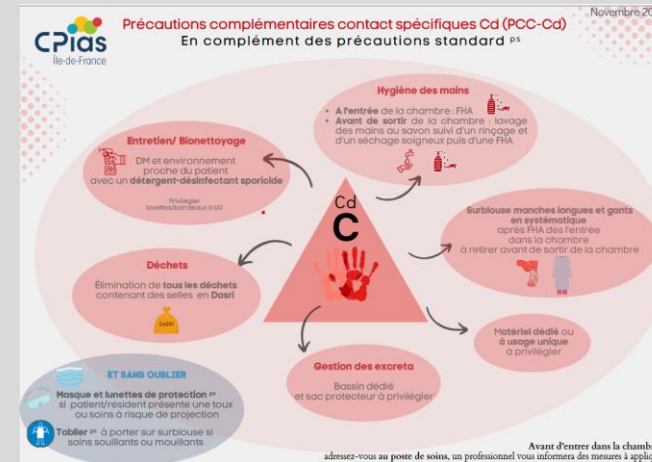 Novembre 20
CPias
Île-de-France
Précautions complémentaires contact spécifiques Cd (PCC-Cd)
En complément des précautions standard ps
Hygiène des mains
• A l'entrée de la chambre : FHA
• Avant de sortir de la chambre : lavage
des mains au savon suivi d'un rinçage et
d'un séchage soigneux puis d'une FHA
Entretien/ Bionettoyage
DM et environnement
proche du patient
avec un détergent-désinfectant sporicide
Privilégier
lavettes/bandeaux à UU
Cd
C
Surblouse manches longues et gants
en systématique
après FHA dès l'entrée
dans la chambre
à retirer avant de sortir de la chambre
Déchets
Élimination de tous les déchets
contenant des selles en Dasri
DASRI
Matériel dédié ou
à usage unique
à privilégier
Gestion des excreta
Bassin dédié
et sac protecteur à privilégier
ET SANS OUBLIER
Masque et lunettes de protection ps
si patient/résident présente une toux
ou soins à risque de projection
Tablier ps à porter sur surblouse si
soins souillants ou mouillants
Avant d'entrer dans la chamb
adressez-vous au poste de soins, un professionnel vous informera des mesures à appliq